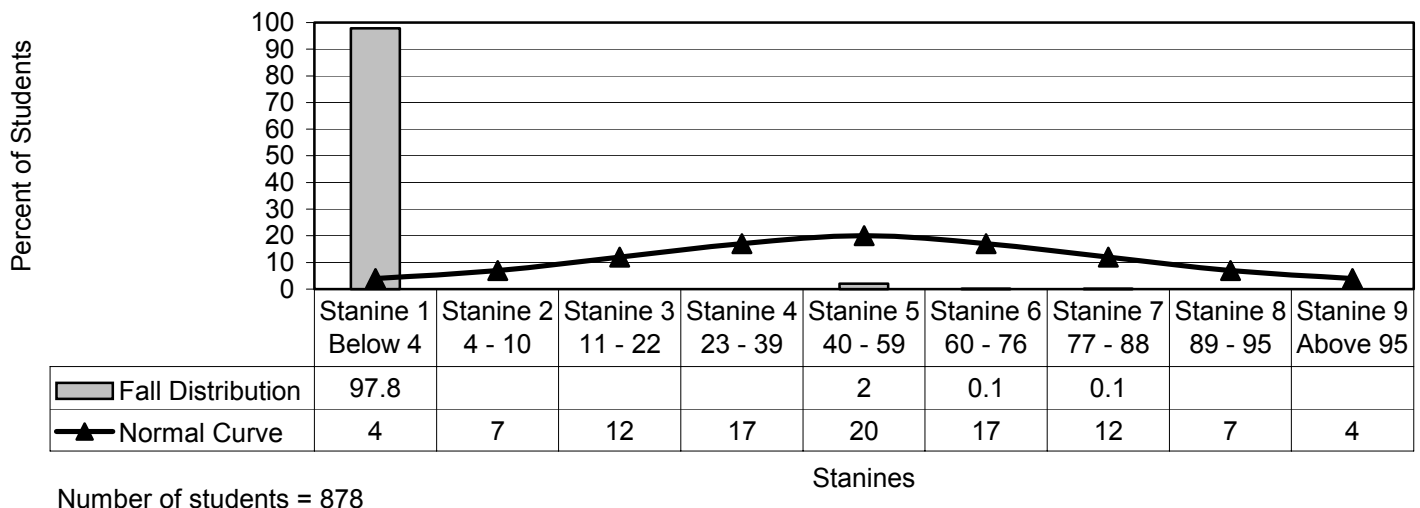 Percent of Students
100
90
80
70
60
50
40
30
20
10
0
Stanine 1 Stanine 2 Stanine 3 Stanine 4 Stanine 5 Stanine 6 Stanine 7 Stanine 8 Stanine 9
Below 4 4 - 10 11 - 22 23 - 39 40 - 59 60 - 76 77 - 88 89 - 95 Above 95
Fall Distribution 97.8 2 0.1 0.1
Normal Curve 4 7 12 17 20 17 12 7 4
Stanines
Number of students = 878